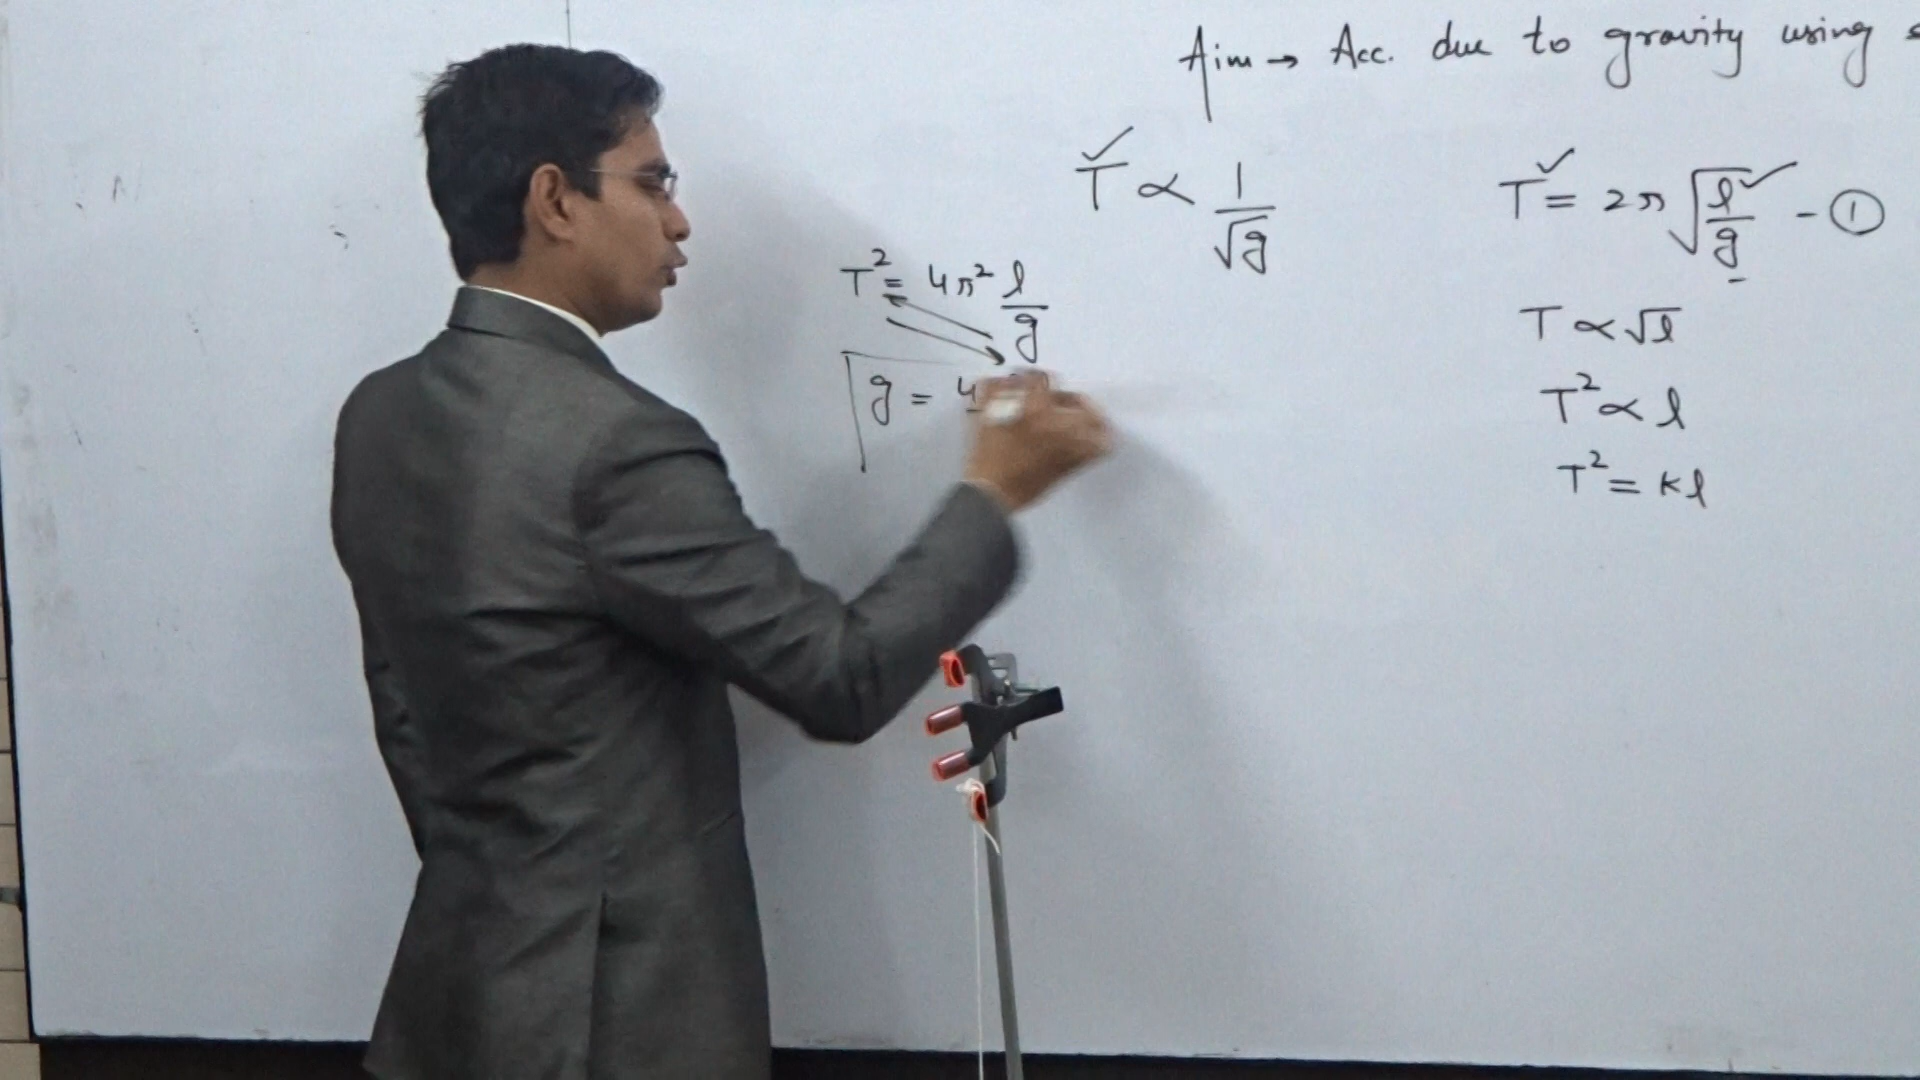 Aim → Acc. due to gravity using
T ∝ 1/√g
T = 2π √(l/g) - ①
T² = 4π² l/g
g = 4
T ∝ √l
T² ∝ l
T² = kl